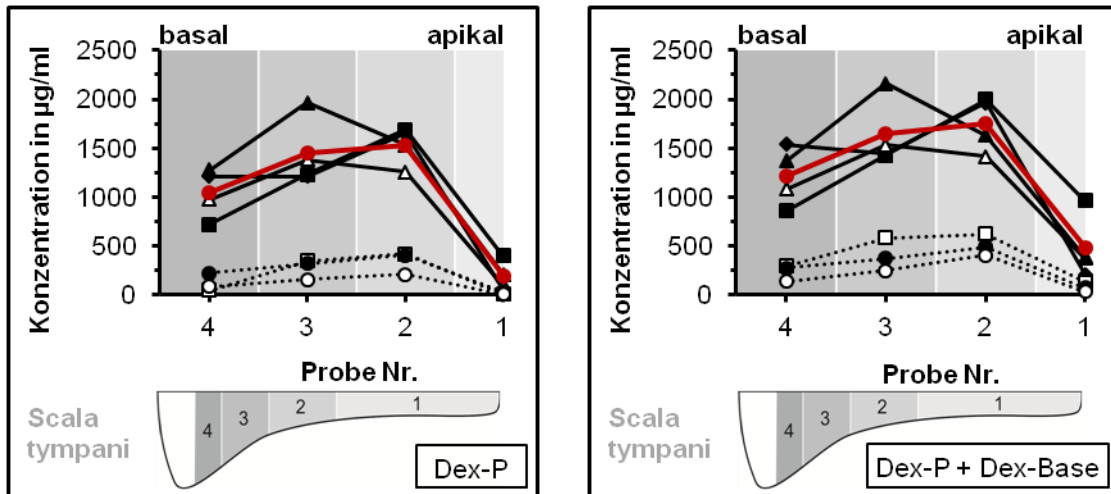 basal apikal
Konzentration in µg/ml
2500
2000
1500
1000
500
0
4 3 2 1
Probe Nr.
Scala
tympani
4 3 2 1
Dex-P
basal apikal
Konzentration in µg/ml
2500
2000
1500
1000
500
0
4 3 2 1
Probe Nr.
Scala
tympani
4 3 2 1
Dex-P + Dex-Base